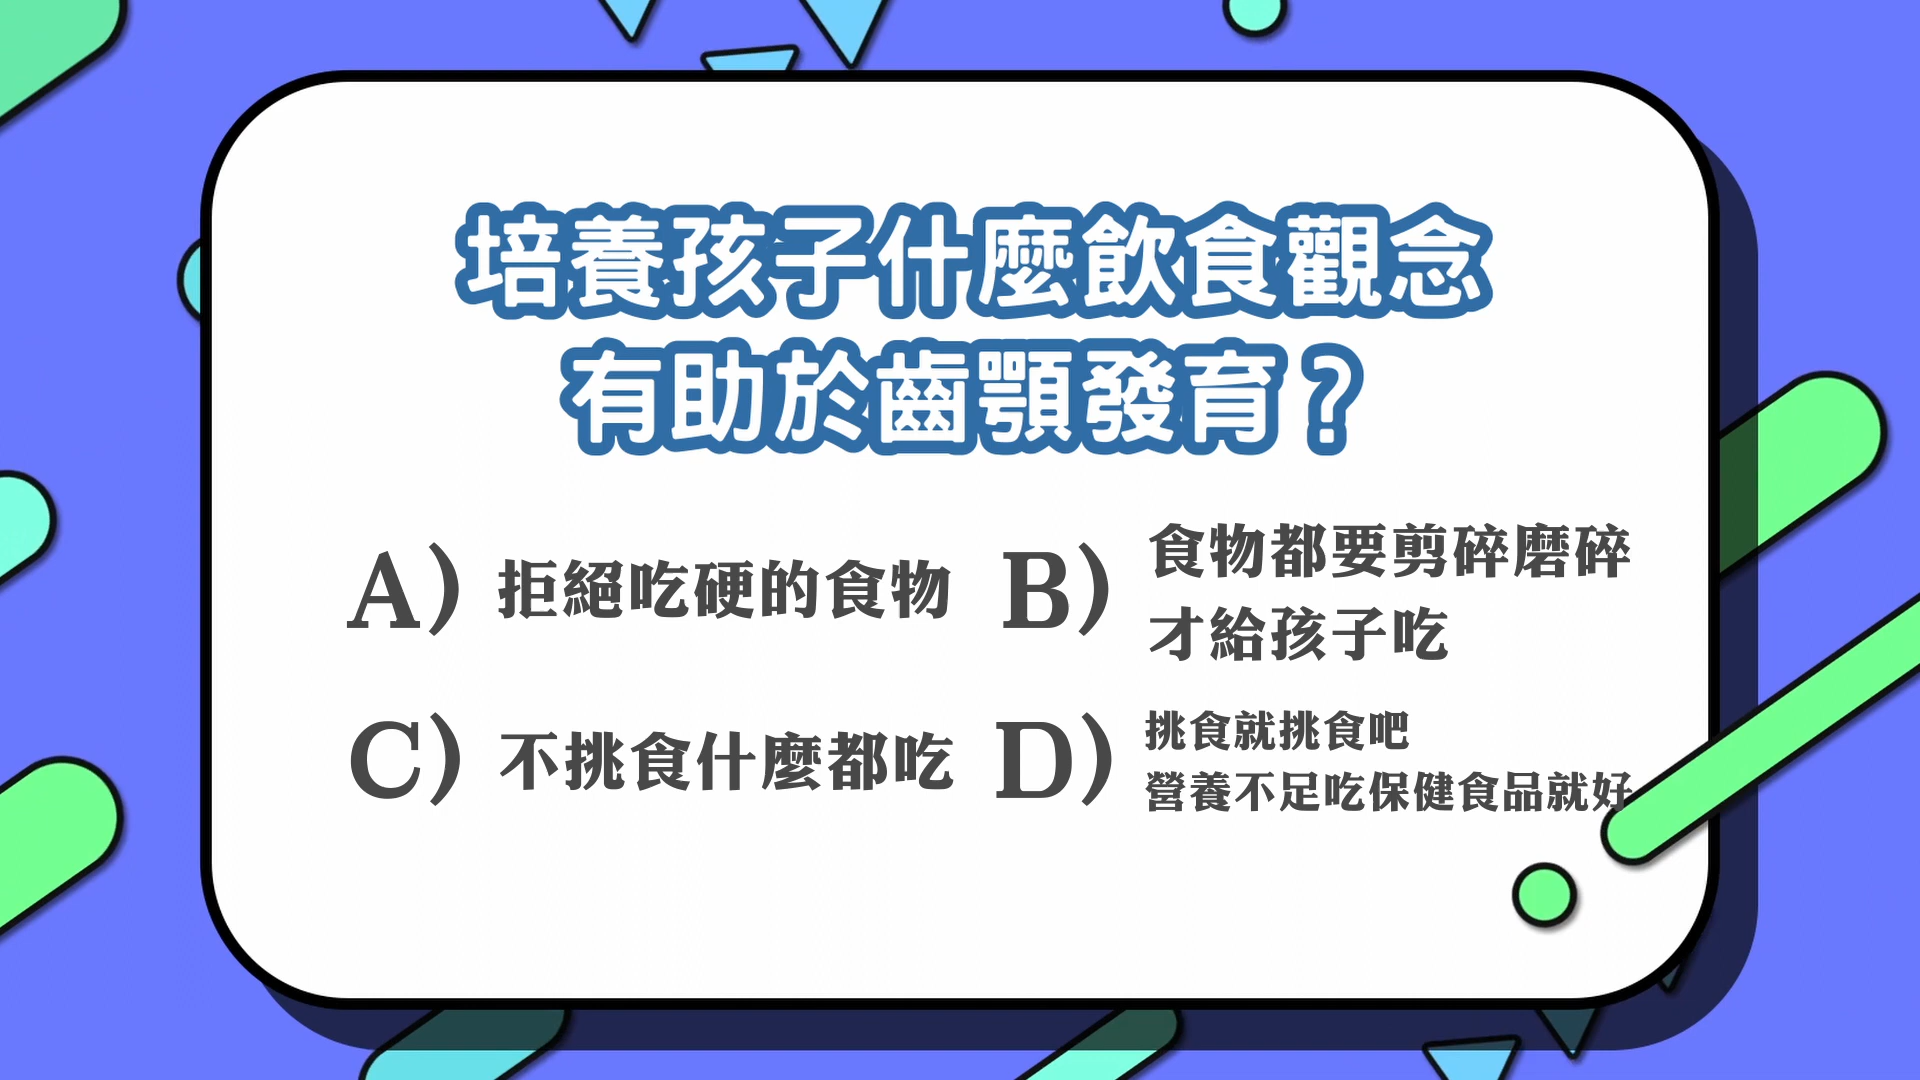 培養孩子什麼飲食觀念
有助於齒顎發育？
A）拒絕吃硬的食物
B）食物都要剪碎磨碎
才給孩子吃
C）不挑食什麼都吃
D）挑食就挑食吧
營養不足吃保健食品就好